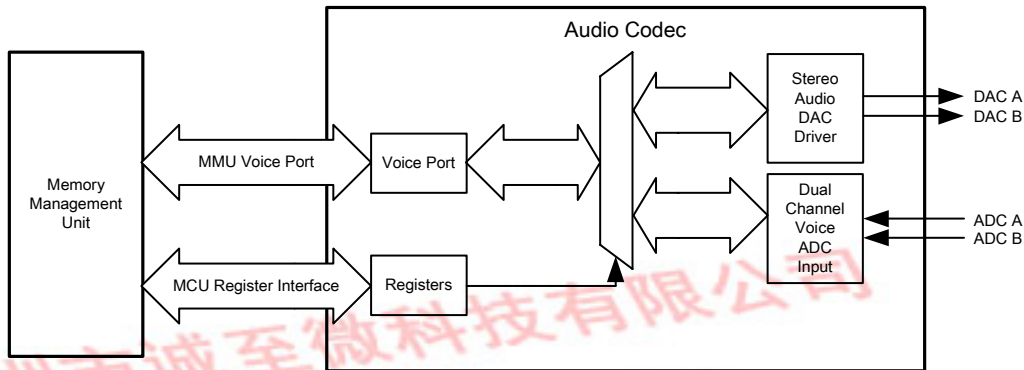 Audio Codec
Memory
Management
Unit
MMU Voice Port
Voice Port
MCU Register Interface
Registers
Stereo
Audio
DAC
Driver
DAC A
DAC B
Dual
Channel
Voice
ADC
Input
ADC A
ADC B
市诚至微科技有限公司